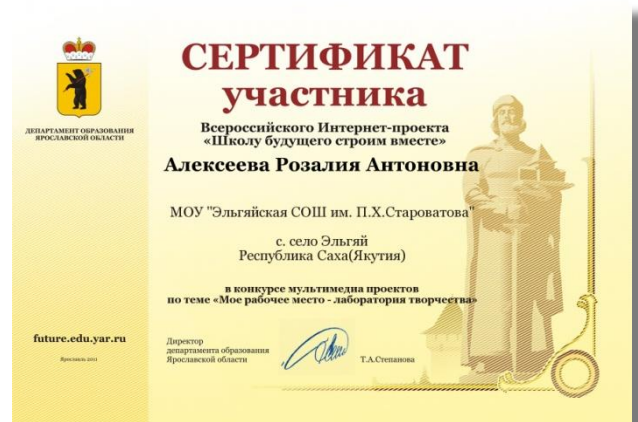 ДЕПАРТАМЕНТ ОБРАЗОВАНИЯ
ЯРОСЛАВСКОЙ ОБЛАСТИ
СЕРТИФИКАТ
участника
Всероссийского Интернет-проекта
«Школу будущего строим вместе»
Алексеева Розалия Антоновна
МОУ "Эльгяйская СОШ им. П.Х.Староватова"
с. село Эльгяй
Республика Саха(Якутия)
в конкурсе мультимедиа проектов
по теме «Мое рабочее место - лаборатория творчества»
future.edu.yar.ru
Ярославль 2011
Директор
департамента образования
Ярославской области
Т.А.Степанова